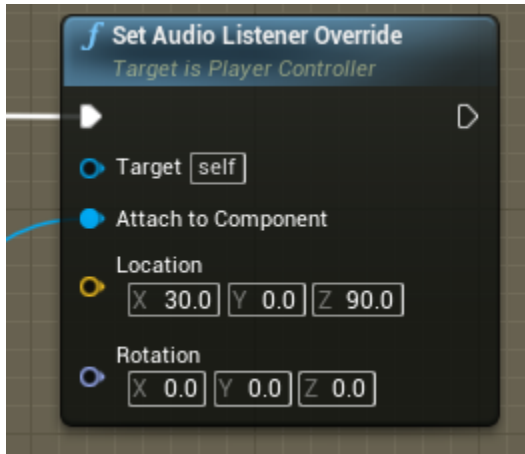 f Set Audio Listener Override
Target is Player Controller
Target self
Attach to Component
Location
X 30.0 Y 0.0 Z 90.0
Rotation
X 0.0 Y 0.0 Z 0.0